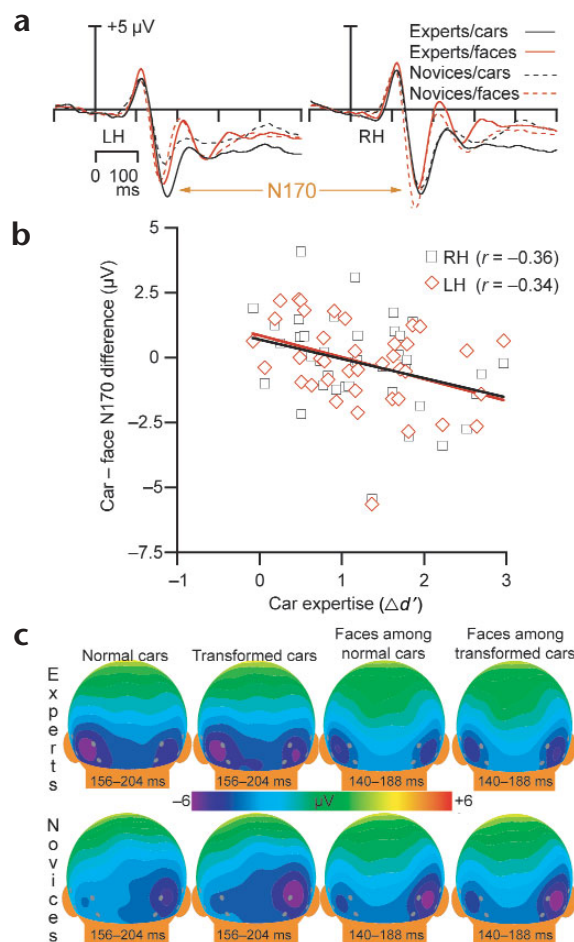 a
+5 µV
Experts/cars
Experts/faces
Novices/cars
Novices/faces
LH
RH
0 100
ms
N170
b
5
2.5
0
−2.5
−5
−7.5
Car – face N170 difference (µV)
RH (r = –0.36)
LH (r = –0.34)
−1 0 1 2 3
Car expertise (△d′)
c
Normal cars
Transformed cars
Faces among
normal cars
Faces among
transformed cars
Experts
156–204 ms 156–204 ms 140–188 ms 140–188 ms
–6 µV +6
Novices
156–204 ms 156–204 ms 140–188 ms 140–188 ms